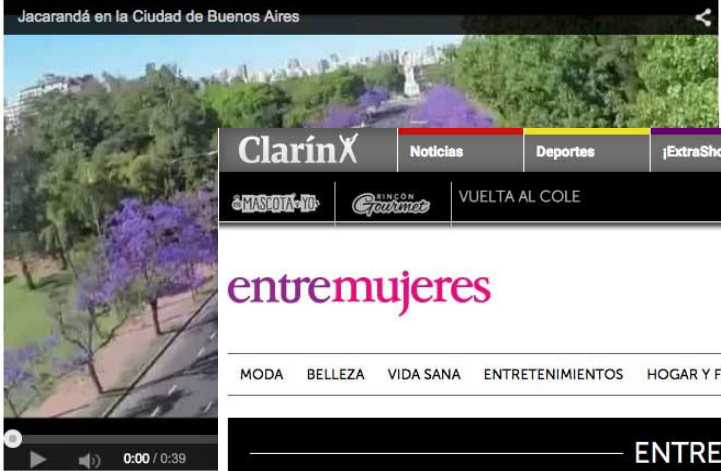 Jacarandá en la Ciudad de Buenos Aires
Clarín
Noticias
Deportes
¡ExtraSho
MASCOTA Y YO
RINCÓN
Gourmet
VUELTA AL COLE
entremujeres
MODA BELLEZA VIDA SANA ENTRETENIMIENTOS HOGAR Y F
ENTRE
0:00 / 0:39